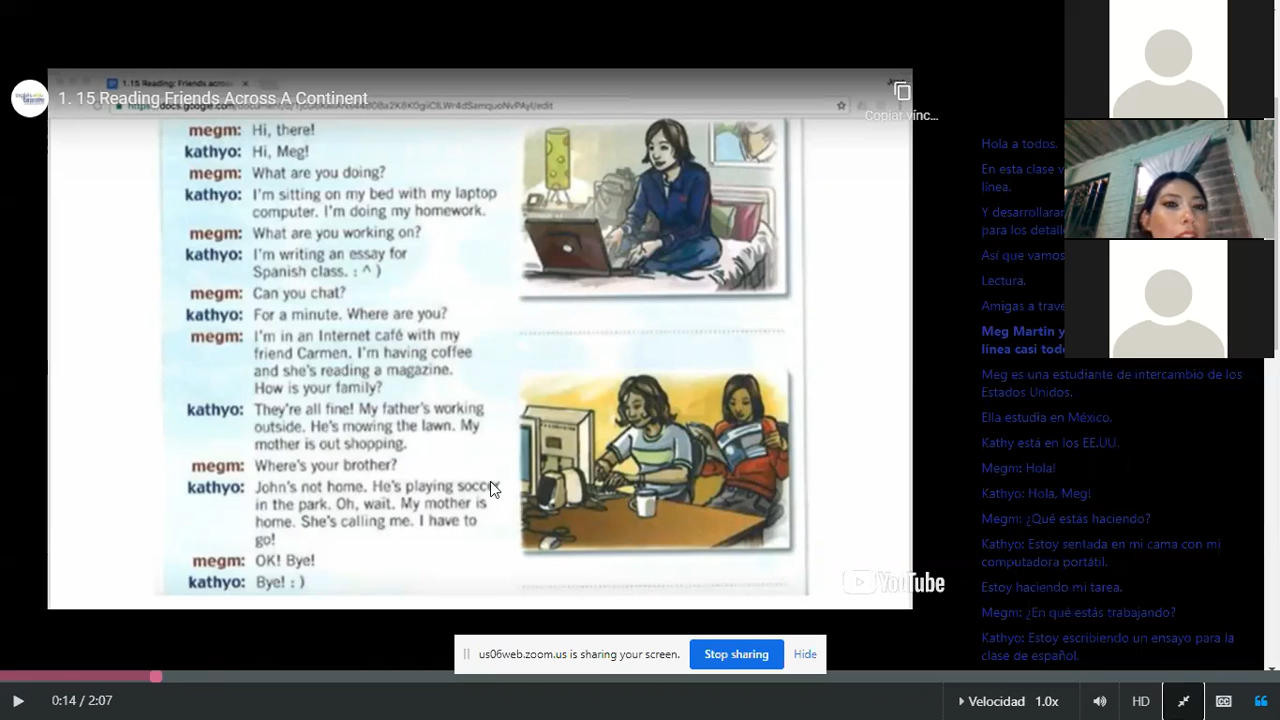 1.15 Reading: Friends acros
1. 15 Reading Friends Across A Continent
Copiar vínc...
megm: Hi, there!
kathyo: Hi, Meg!
megm: What are you doing?
kathyo: I'm sitting on my bed with my laptop
computer. I'm doing my homework.
megm: What are you working on?
kathyo: I'm writing an essay for
Spanish class. : ^ )
megm: Can you chat?
kathyo: For a minute. Where are you?
megm: I'm in an Internet café with my
friend Carmen. I'm having coffee
and she's reading a magazine.
How is your family?
kathyo: They're all fine! My father's working
outside. He's mowing the lawn. My
mother is out shopping.
megm: Where's your brother?
kathyo: John's not home. He's playing soccer
in the park. Oh, wait. My mother is
home. She's calling me. I have to
go!
megm: OK! Bye!
kathyo: Bye! : )
YouTube
Hola a todos.
En esta clase v
línea.
Y desarrollarar
para los detalle
Así que vamos
Lectura.
Amigas a trave
Meg Martin y
línea casi tod
Meg es una estudiante de intercambio de los
Estados Unidos.
Ella estudia en México.
Kathy está en los EE.UU.
Megm: Hola!
Kathyo: Hola, Meg!
Megm: ¿Qué estás haciendo?
Kathyo: Estoy sentada en mi cama con mi
computadora portátil.
Estoy haciendo mi tarea.
Megm: ¿En qué estás trabajando?
Kathyo: Estoy escribiendo un ensayo para la
clase de español.
us06web.zoom.us is sharing your screen.
Stop sharing
Hide
0:14 / 2:07
Velocidad 1.0x
HD
CC